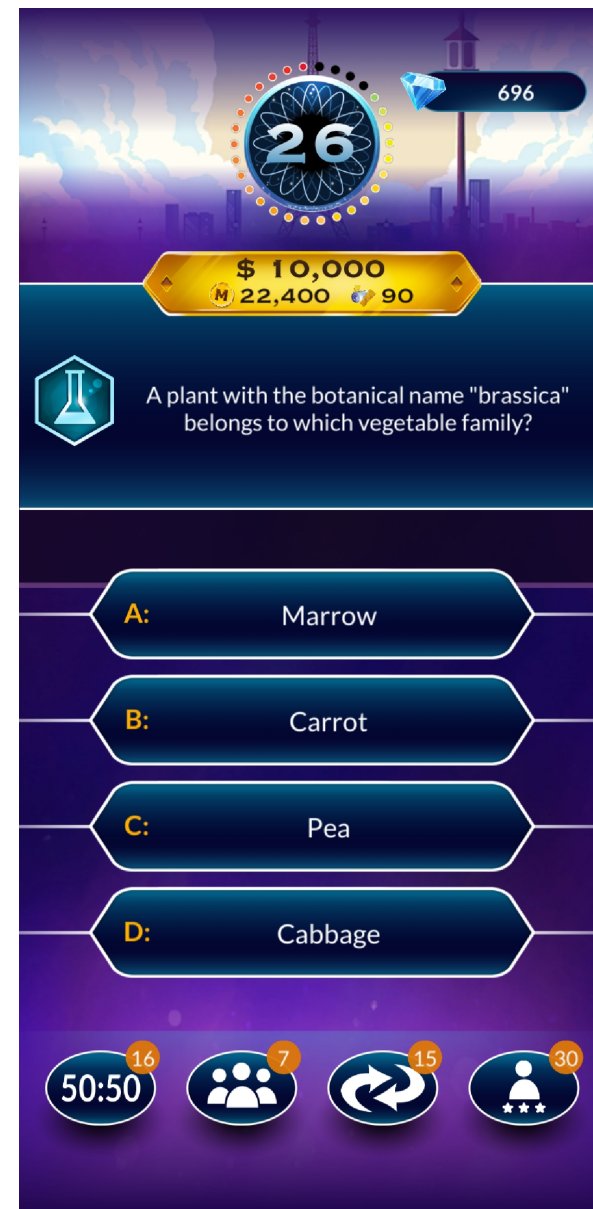 696
26
$ 10,000
M 22,400 90
A plant with the botanical name "brassica"
belongs to which vegetable family?
A: Marrow
B: Carrot
C: Pea
D: Cabbage
50:50 16 7 15 30